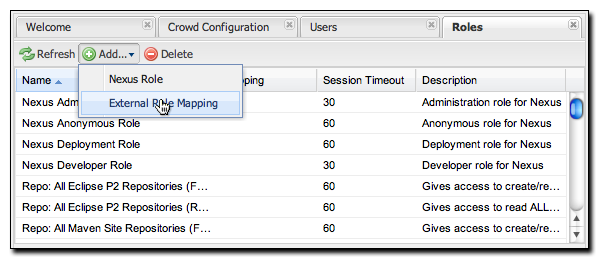 Welcome Crowd Configuration Users Roles
Refresh Add... Delete
Nexus Role
External Role Mapping
Name pping Session Timeout Description
Nexus Adm 30 Administration role for Nexus
Nexus Anonymous Role 60 Anonymous role for Nexus
Nexus Deployment Role 60 Deployment role for Nexus
Nexus Developer Role 30 Developer role for Nexus
Repo: All Eclipse P2 Repositories (F... 60 Gives access to create/re...
Repo: All Eclipse P2 Repositories (R... 60 Gives access to read ALL...
Repo: All Maven Site Repositories (F... 60 Gives access to create/re...